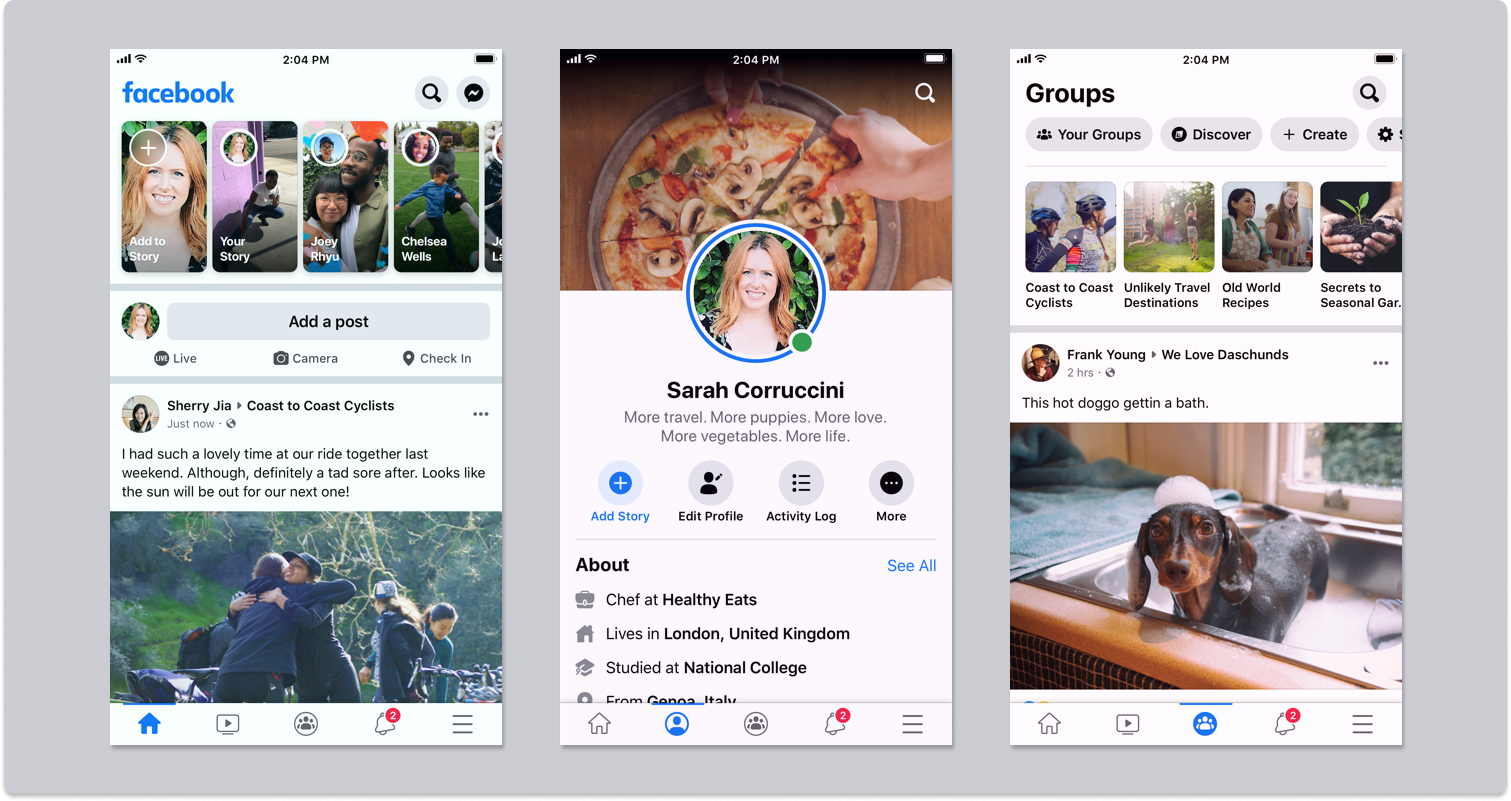 2:04 PM
facebook
Add to
Story
Your
Story
Joey
Rhyu
Chelsea
Wells
Add a post
LIVE Live
Camera
Check In
Sherry Jia Coast to Coast Cyclists
Just now ·
I had such a lovely time at our ride together last
weekend. Although, definitely a tad sore after. Looks like
the sun will be out for our next one!
2
2:04 PM
Sarah Corruccini
More travel. More puppies. More love.
More vegetables. More life.
Add Story
Edit Profile
Activity Log
More
About
See All
Chef at Healthy Eats
Lives in London, United Kingdom
Studied at National College
From Genoa, Italy
2
2:04 PM
Groups
Your Groups
Discover
+ Create
Coast to Coast
Cyclists
Unlikely Travel
Destinations
Old World
Recipes
Secrets to
Seasonal Gar.
Frank Young We Love Daschunds
2 hrs ·
This hot doggo gettin a bath.
2